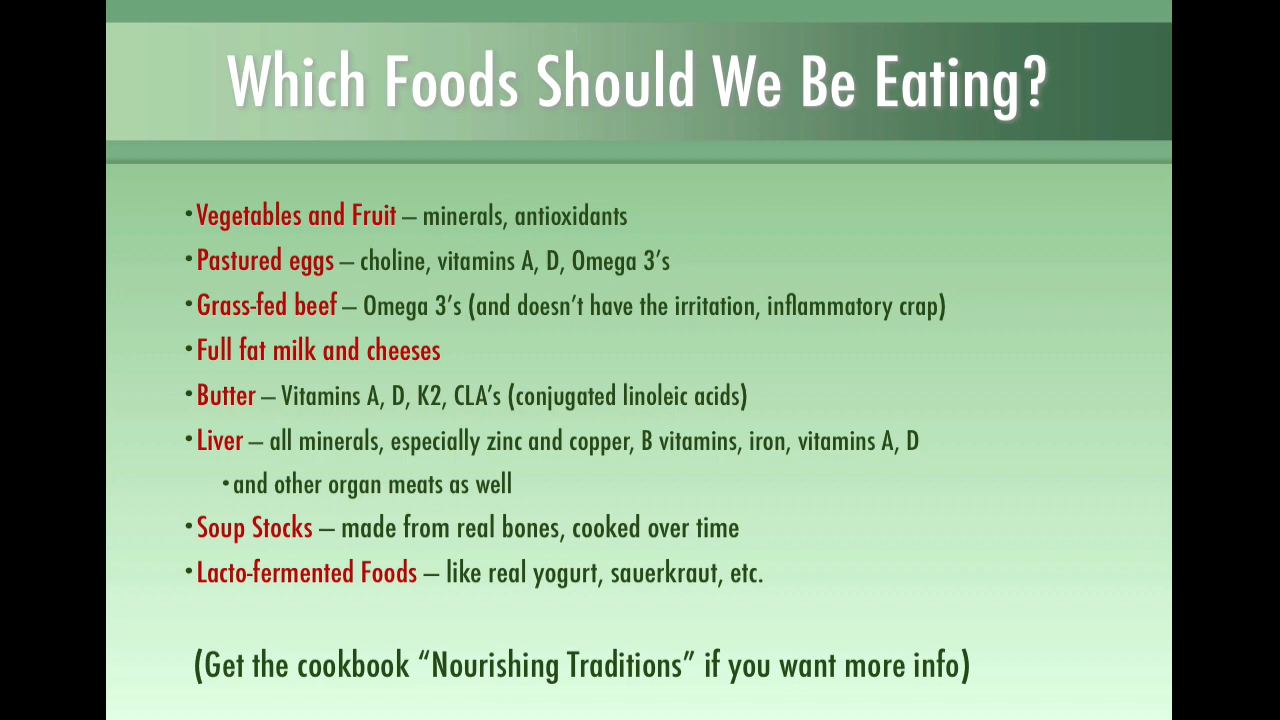 Which Foods Should We Be Eating?
•Vegetables and Fruit – minerals, antioxidants
•Pastured eggs – choline, vitamins A, D, Omega 3’s
•Grass-fed beef – Omega 3’s (and doesn’t have the irritation, inflammatory crap)
•Full fat milk and cheeses
•Butter – Vitamins A, D, K2, CLA’s (conjugated linoleic acids)
•Liver – all minerals, especially zinc and copper, B vitamins, iron, vitamins A, D
•and other organ meats as well
•Soup Stocks – made from real bones, cooked over time
•Lacto-fermented Foods – like real yogurt, sauerkraut, etc.
(Get the cookbook “Nourishing Traditions” if you want more info)